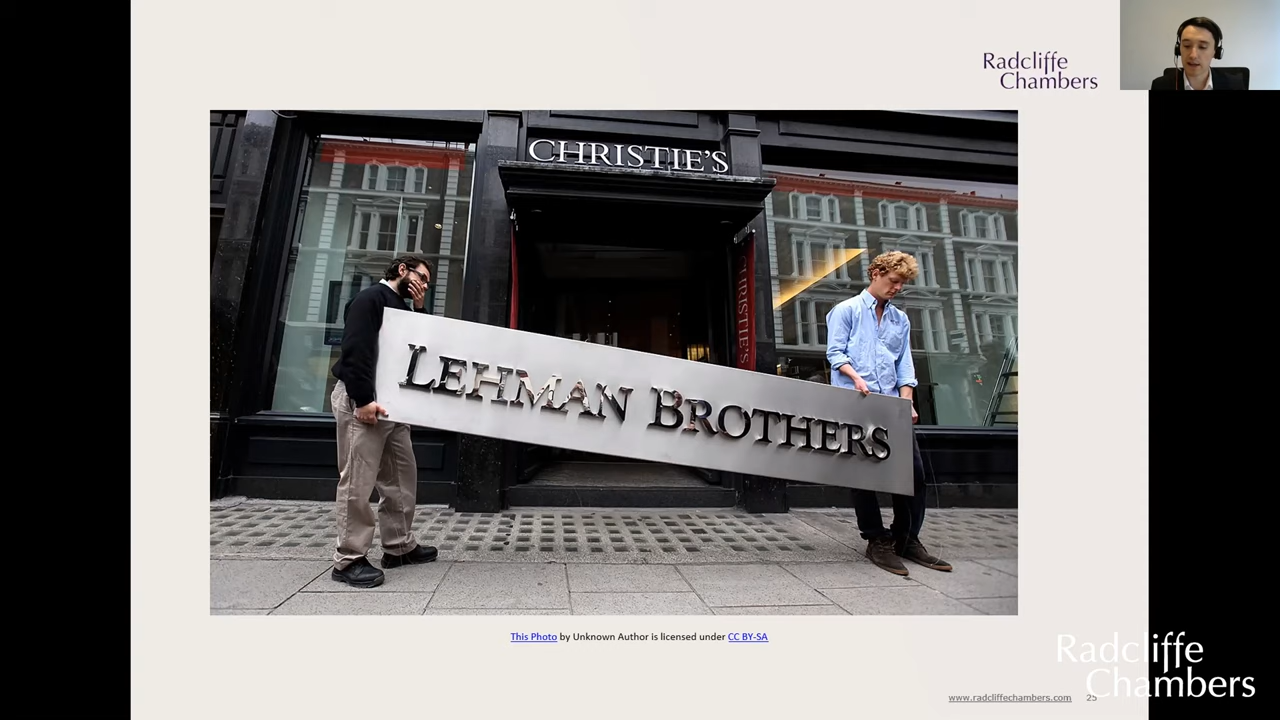 Radcliffe
Chambers
CHRISTIE'S
CHRISTIE'S
LEHMAN BROTHERS
This Photo by Unknown Author is licensed under CC BY-SA
www.radcliffechambers.com 25
Radcliffe
Chambers